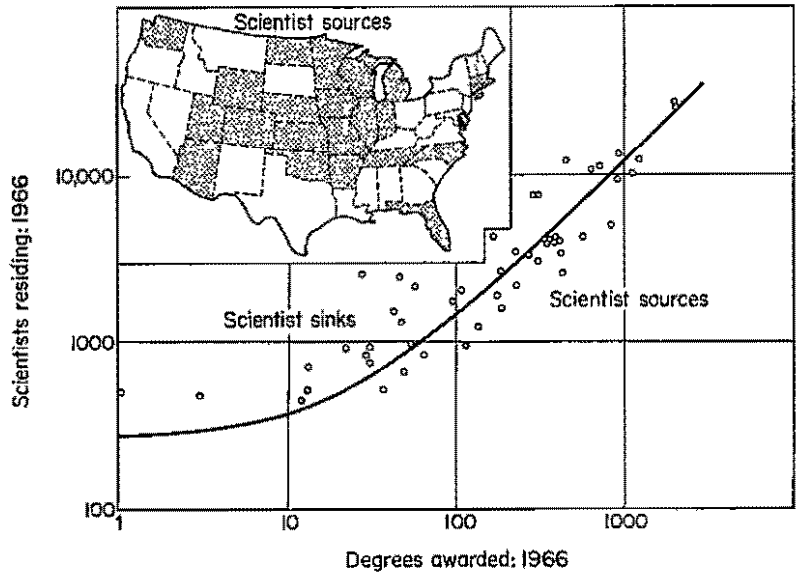 Scientist sources
Scientists residing: 1966
10,000
1000
100
Scientist sinks
Scientist sources
1
10
100
1000
Degrees awarded: 1966